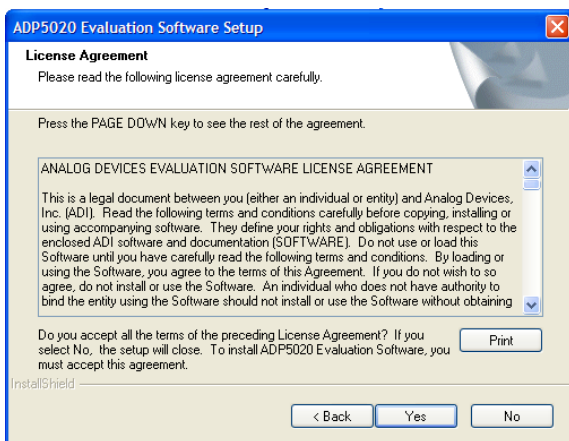 ADP5020 Evaluation Software Setup
License Agreement
Please read the following license agreement carefully.
Press the PAGE DOWN key to see the rest of the agreement.
ANALOG DEVICES EVALUATION SOFTWARE LICENSE AGREEMENT
This is a legal document between you (either an individual or entity) and Analog Devices,
Inc. (ADI). Read the following terms and conditions carefully before copying, installing or
using accompanying software. They define your rights and obligations with respect to the
enclosed ADI software and documentation (SOFTWARE). Do not use or load this
Software until you have carefully read the following terms and conditions. By loading or
using the Software, you agree to the terms of this Agreement. If you do not wish to so
agree, do not install or use the Software. An individual who does not have authority to
bind the entity using the Software should not install or use the Software without obtaining
Do you accept all the terms of the preceding License Agreement? If you
select No, the setup will close. To install ADP5020 Evaluation Software, you
must accept this agreement.
Print
InstallShield
< Back
Yes
No